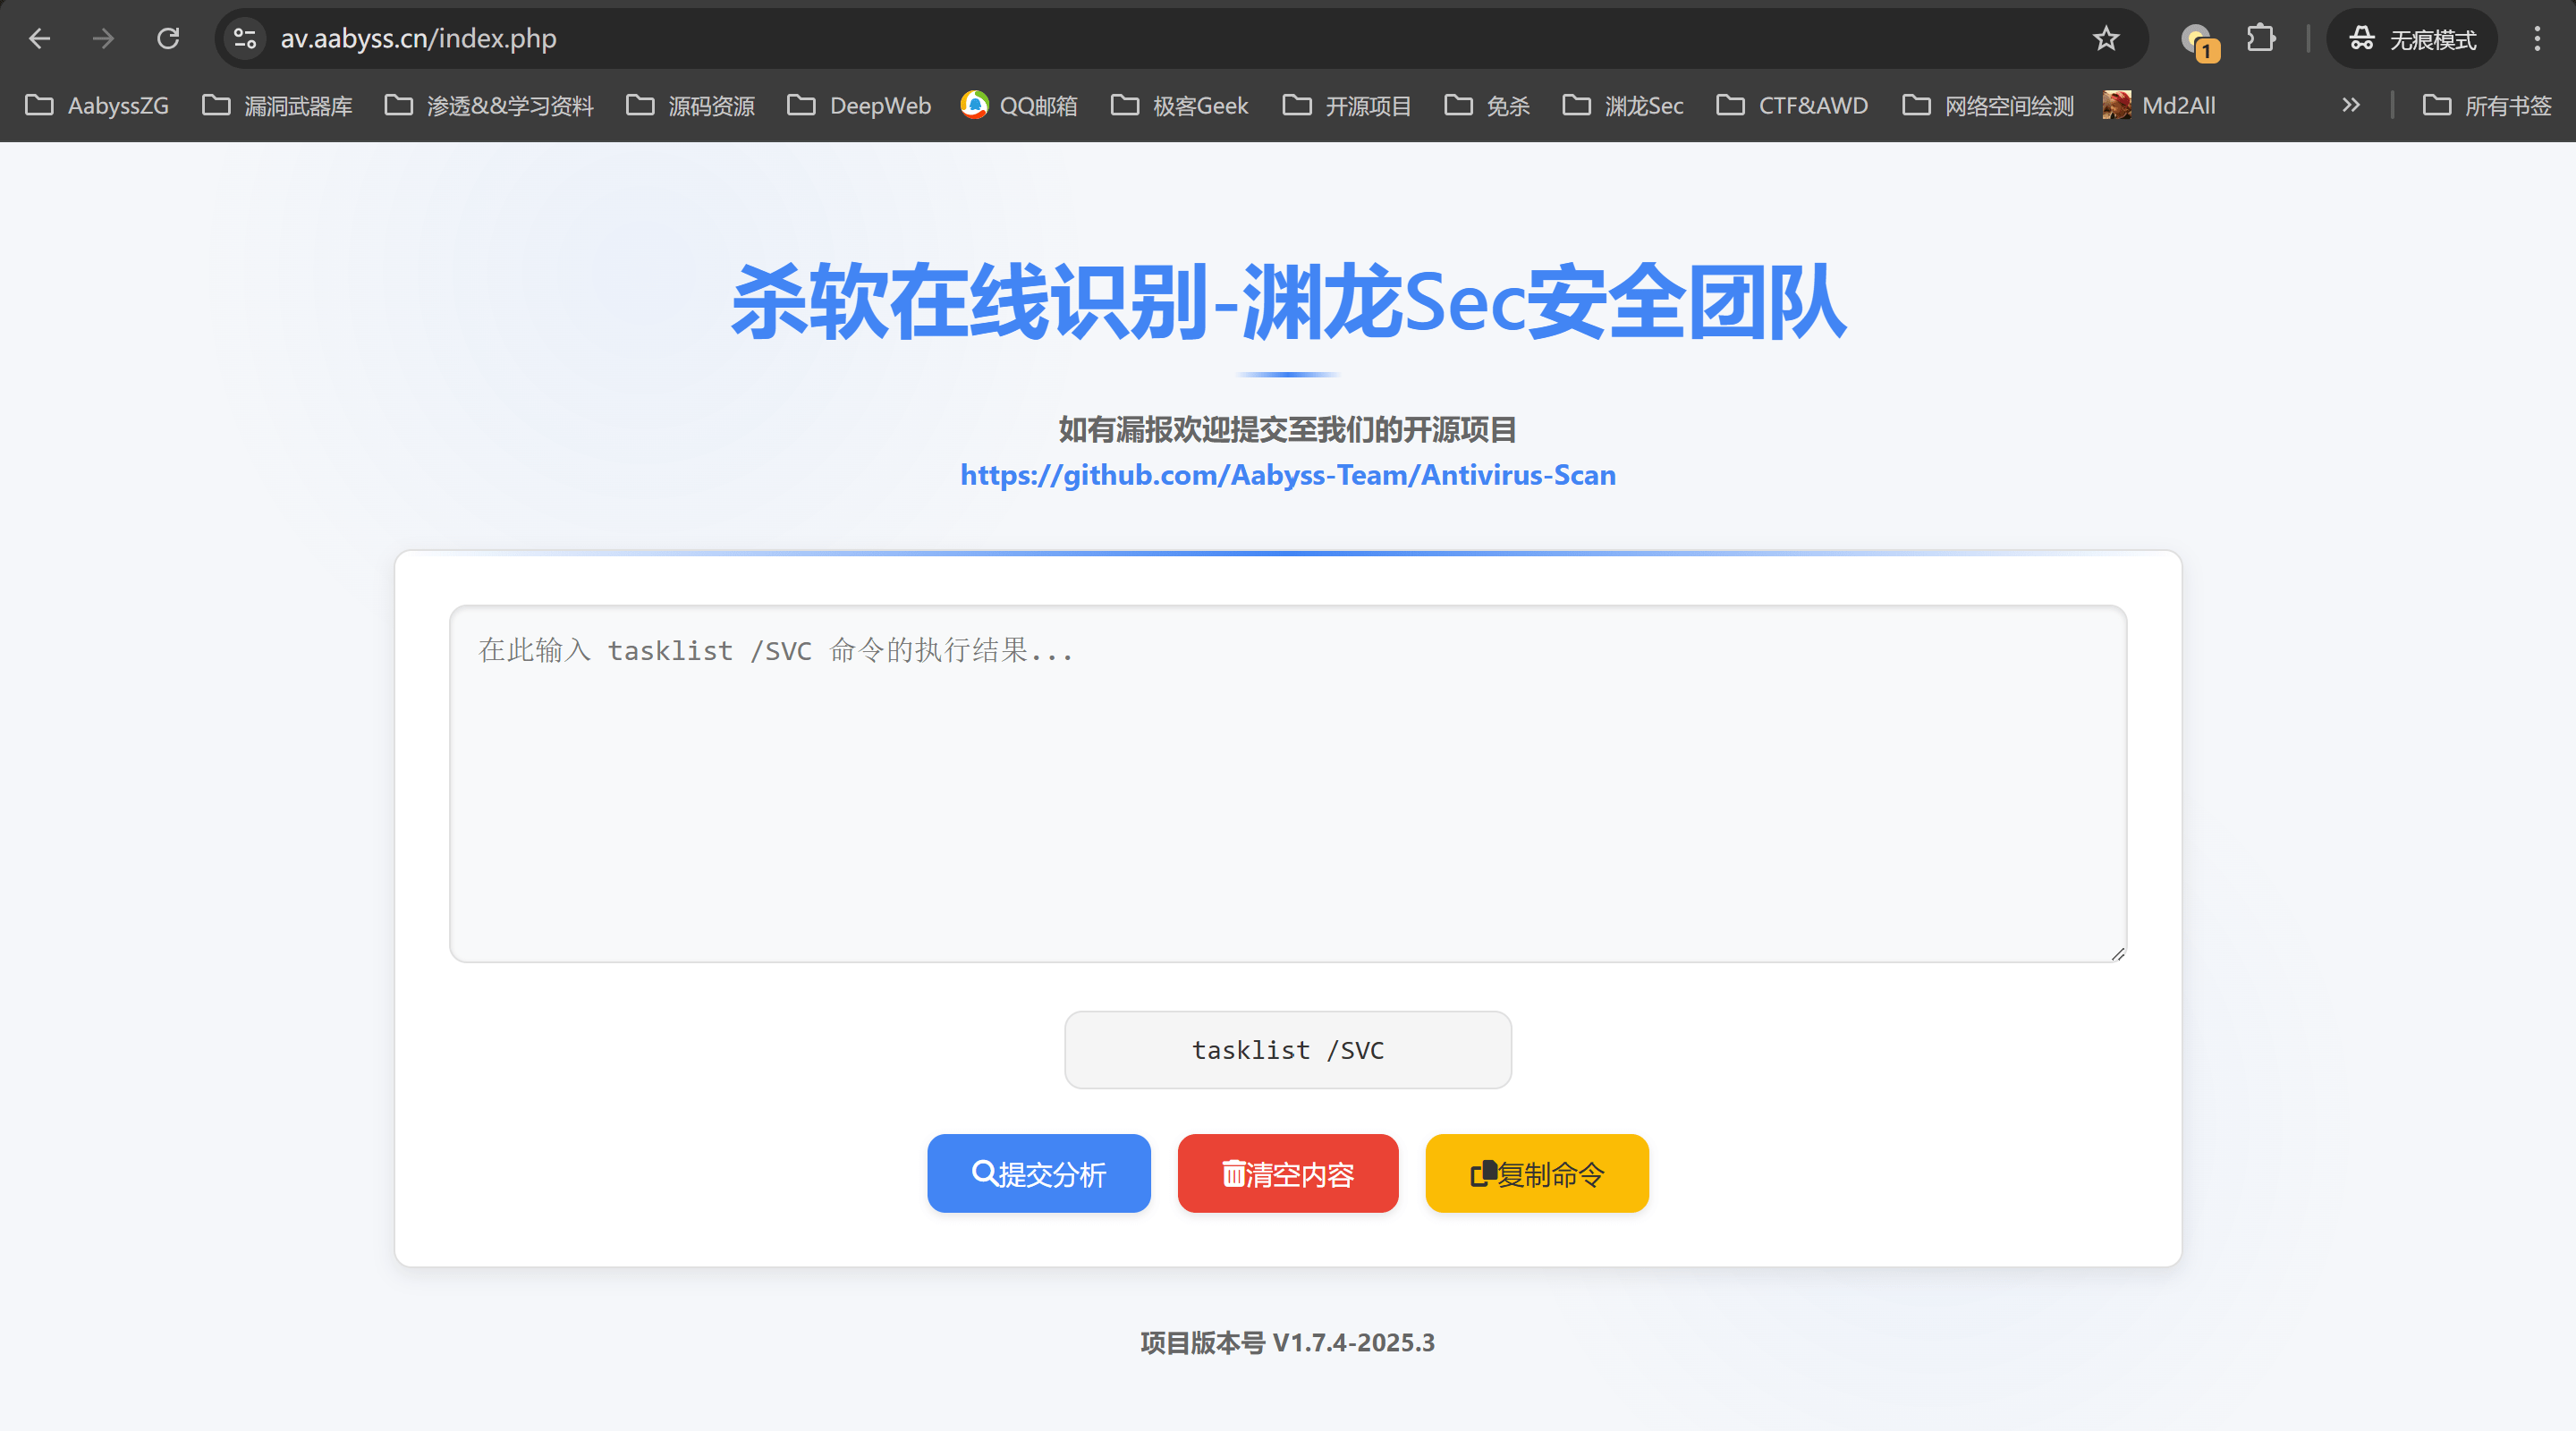 av.aabyss.cn/index.php
1
无痕模式
AabyssZG 漏洞武器库 渗透&&学习资料 源码资源 DeepWeb QQ邮箱 极客Geek 开源项目 免杀 渊龙Sec CTF&AWD 网络空间绘测 Md2All » 所有书签
杀软在线识别-渊龙Sec安全团队
如有漏报欢迎提交至我们的开源项目
https://github.com/Aabyss-Team/Antivirus-Scan
在此输入 tasklist /SVC 命令的执行结果...
tasklist /SVC
提交分析 清空内容 复制命令
项目版本号 V1.7.4-2025.3